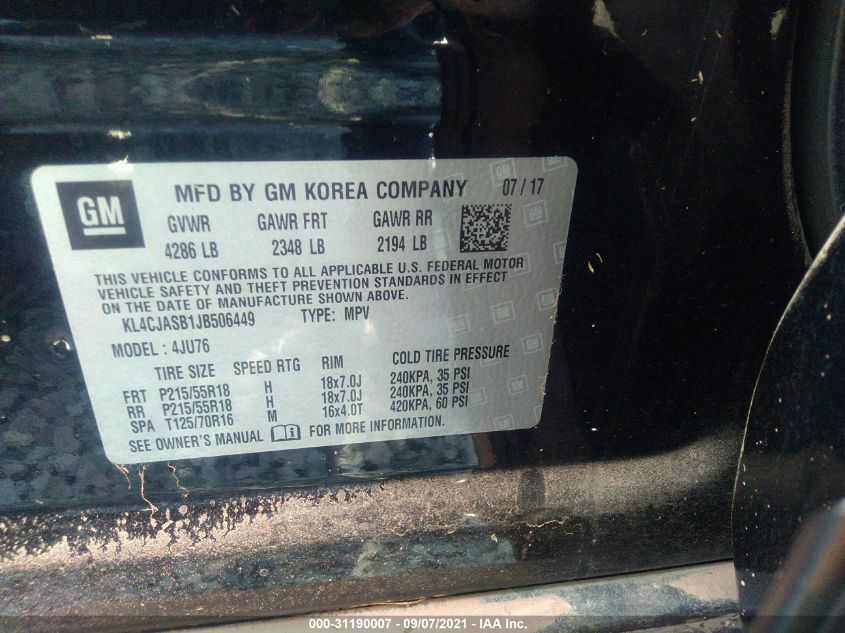 GM
MFD BY GM KOREA COMPANY 07 / 17
GVWR GAWR FRT GAWR RR
4286 LB 2348 LB 2194 LB
THIS VEHICLE CONFORMS TO ALL APPLICABLE U.S. FEDERAL MOTOR
VEHICLE SAFETY AND THEFT PREVENTION STANDARDS IN EFFECT
ON THE DATE OF MANUFACTURE SHOWN ABOVE.
KL4CJASB1JB506449 TYPE: MPV
MODEL : 4JU76
TIRE SIZE SPEED RTG RIM COLD TIRE PRESSURE
FRT P215/55R18 H 18x7.0J 240KPA, 35 PSI
RR P215/55R18 H 18x7.0J 240KPA, 35 PSI
SPA T125/70R16 M 16x4.0T 420KPA, 60 PSI
SEE OWNER'S MANUAL FOR MORE INFORMATION.
000-31190007 - 09/07/2021 - IAA Inc.